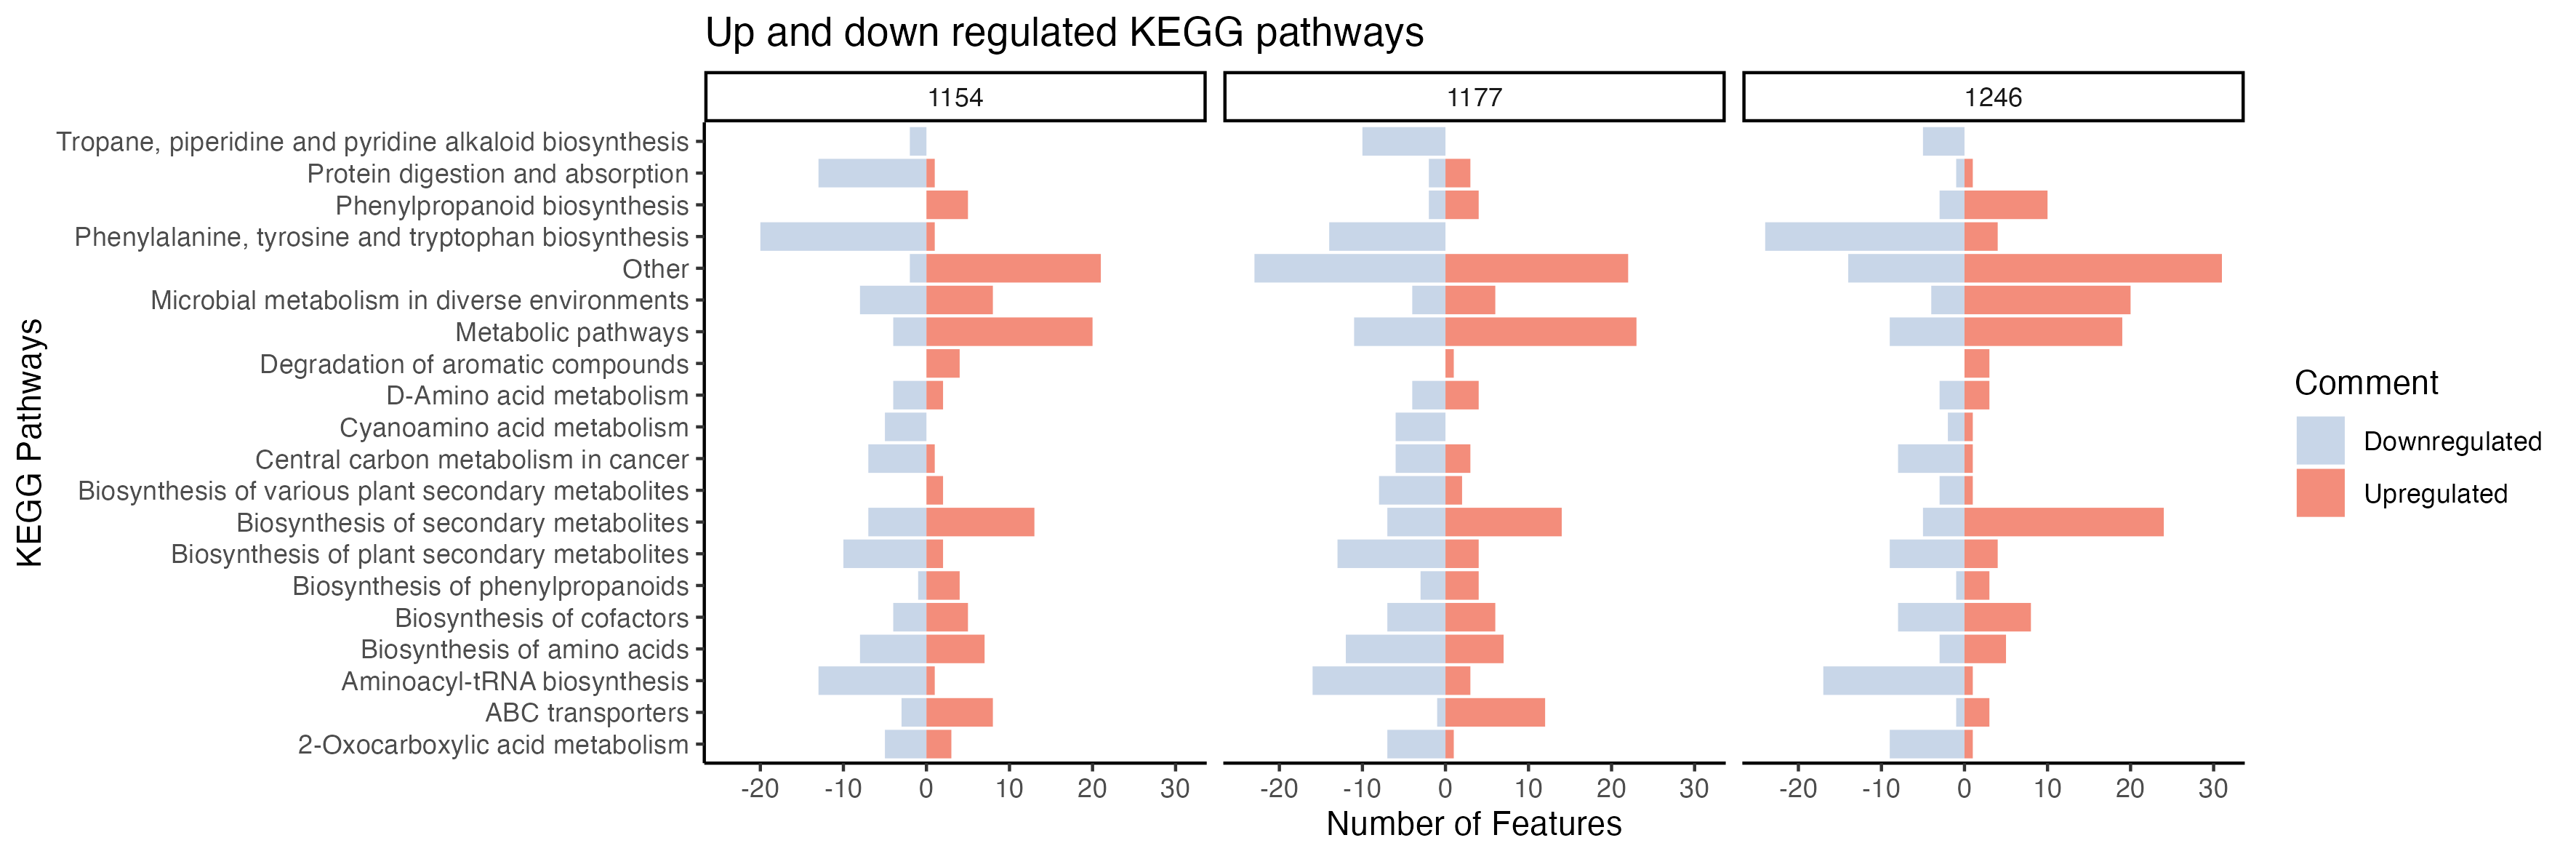 Up and down regulated KEGG pathways
1154 1177 1246
Tropane, piperidine and pyridine alkaloid biosynthesis
Protein digestion and absorption
Phenylpropanoid biosynthesis
Phenylalanine, tyrosine and tryptophan biosynthesis
Other
Microbial metabolism in diverse environments
Metabolic pathways
Degradation of aromatic compounds
D-Amino acid metabolism
Cyanoamino acid metabolism
Central carbon metabolism in cancer
Biosynthesis of various plant secondary metabolites
Biosynthesis of secondary metabolites
Biosynthesis of plant secondary metabolites
Biosynthesis of phenylpropanoids
Biosynthesis of cofactors
Biosynthesis of amino acids
Aminoacyl-tRNA biosynthesis
ABC transporters
2-Oxocarboxylic acid metabolism
KEGG Pathways
-20 -10 0 10 20 30 -20 -10 0 10 20 30 -20 -10 0 10 20 30
Number of Features
Comment
Downregulated
Upregulated